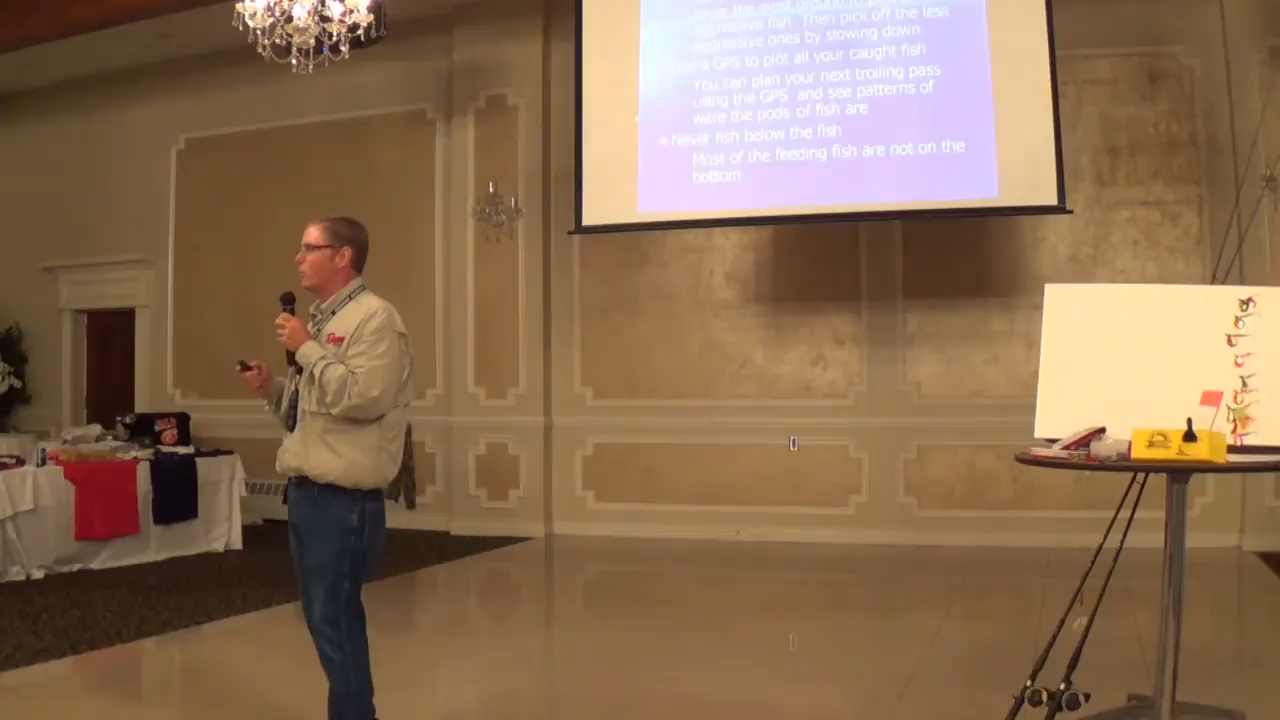 cover the most ground to pick
aggressive fish. Then pick off the less
aggressive ones by slowing down
a GPS to plot all your caught fish
You can plan your next trolling pass
using the GPS and see patterns of
ware the pods of fish are
Never fish below the fish
Most of the feeding fish are not on the
bottom